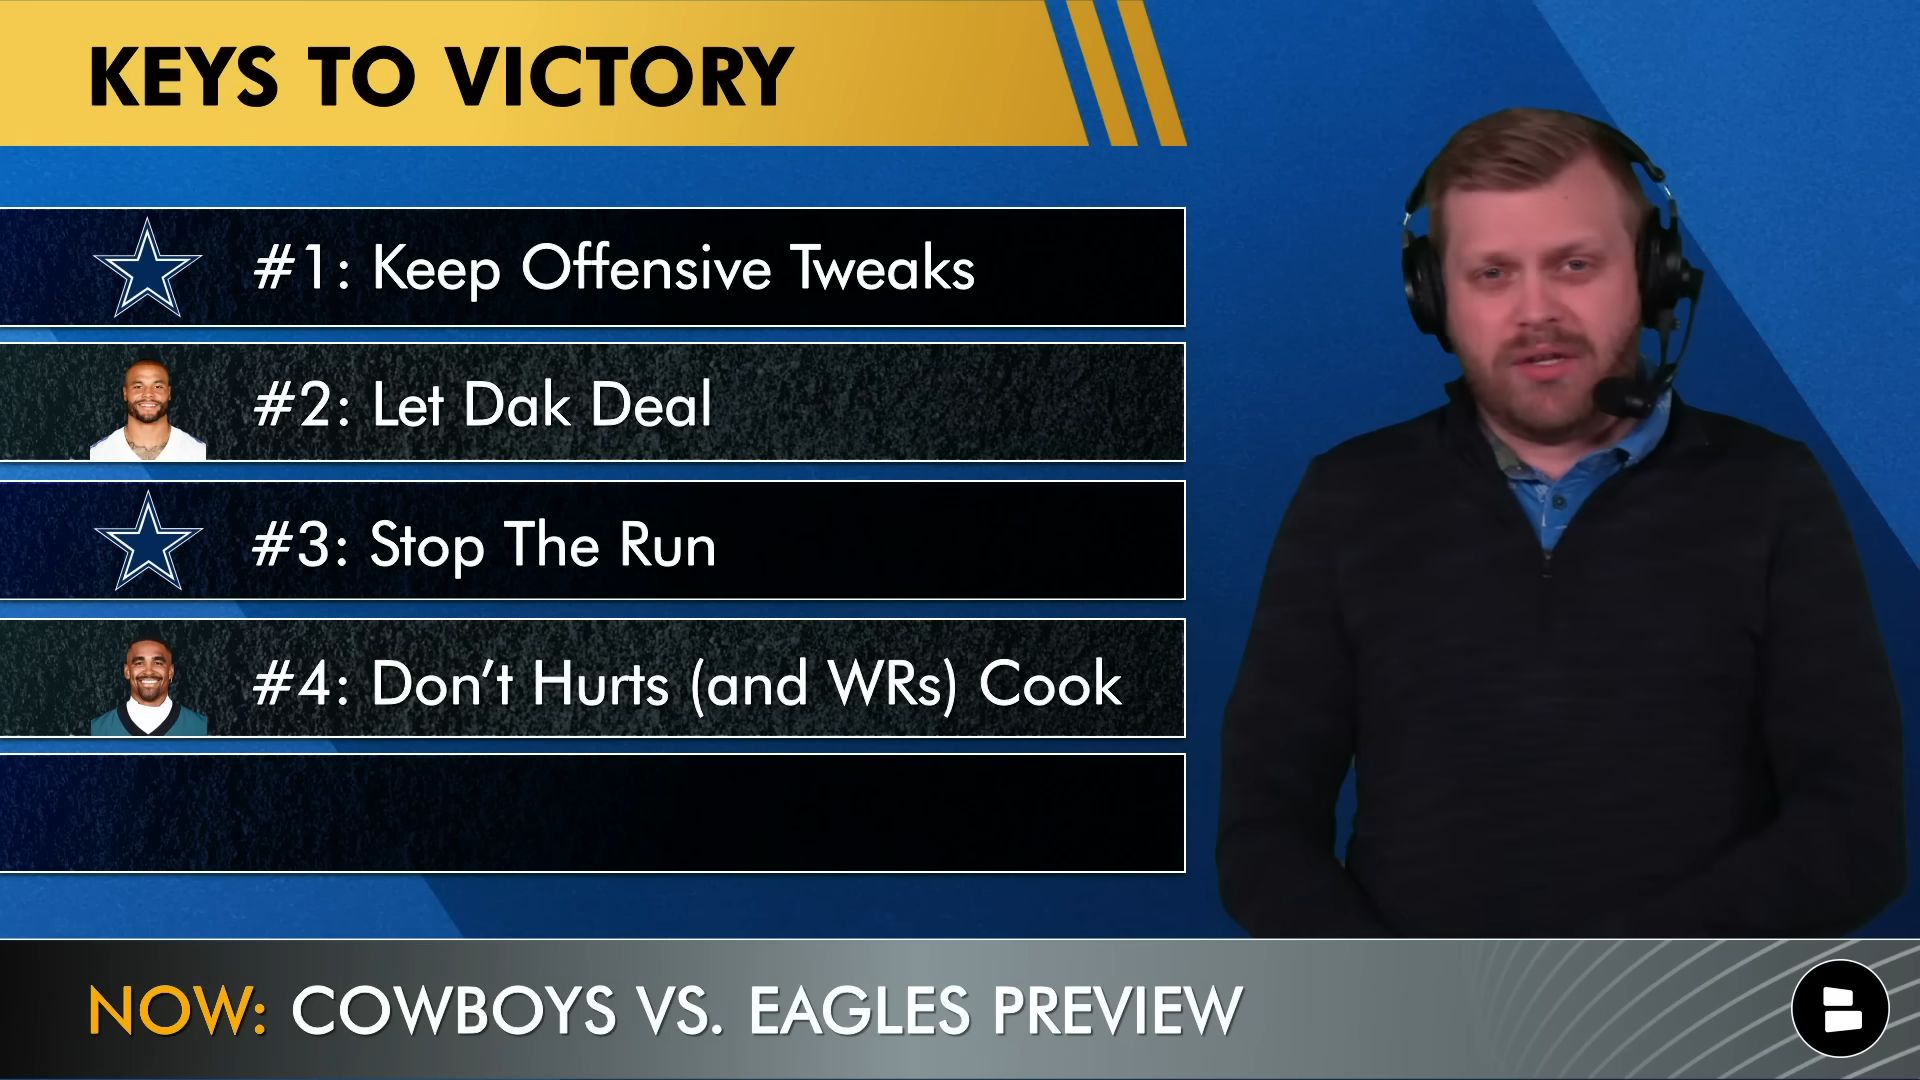 KEYS TO VICTORY
#1: Keep Offensive Tweaks
#2: Let Dak Deal
#3: Stop The Run
#4: Don’t Hurts (and WRs) Cook
NOW: COWBOYS VS. EAGLES PREVIEW